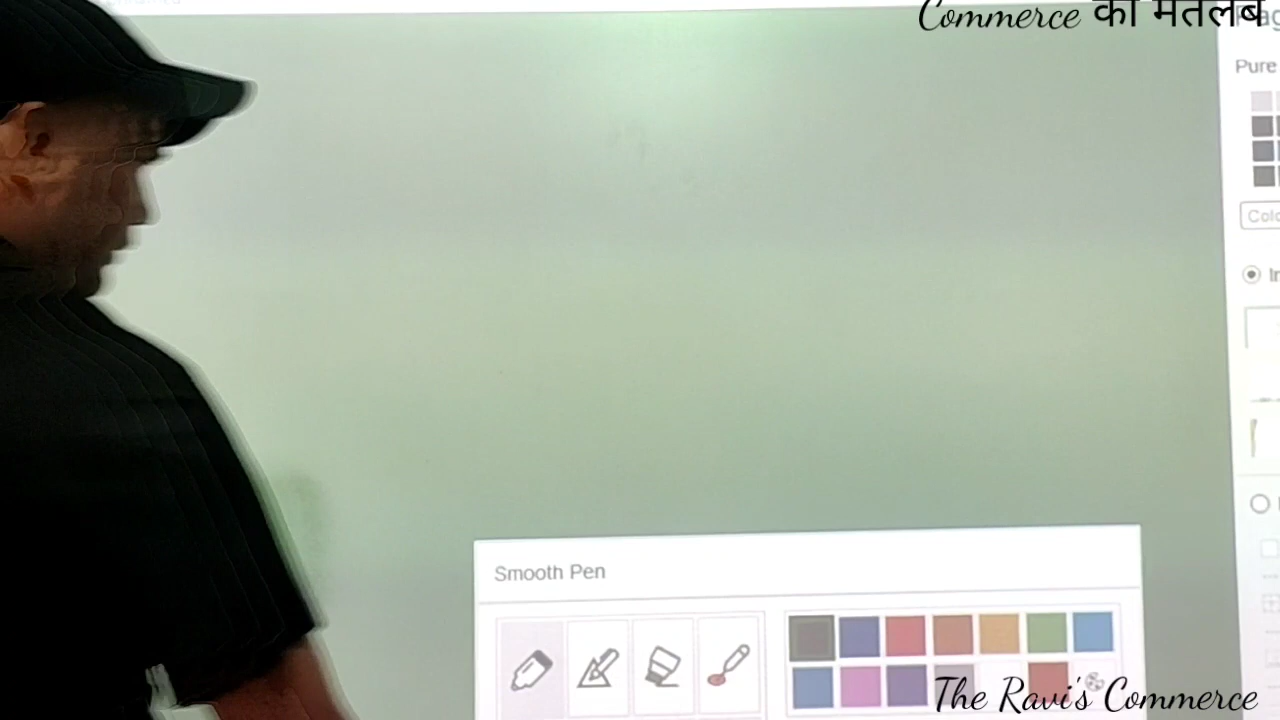 Commerce का मतलब
Pure
Smooth Pen
The Ravi's Commerce